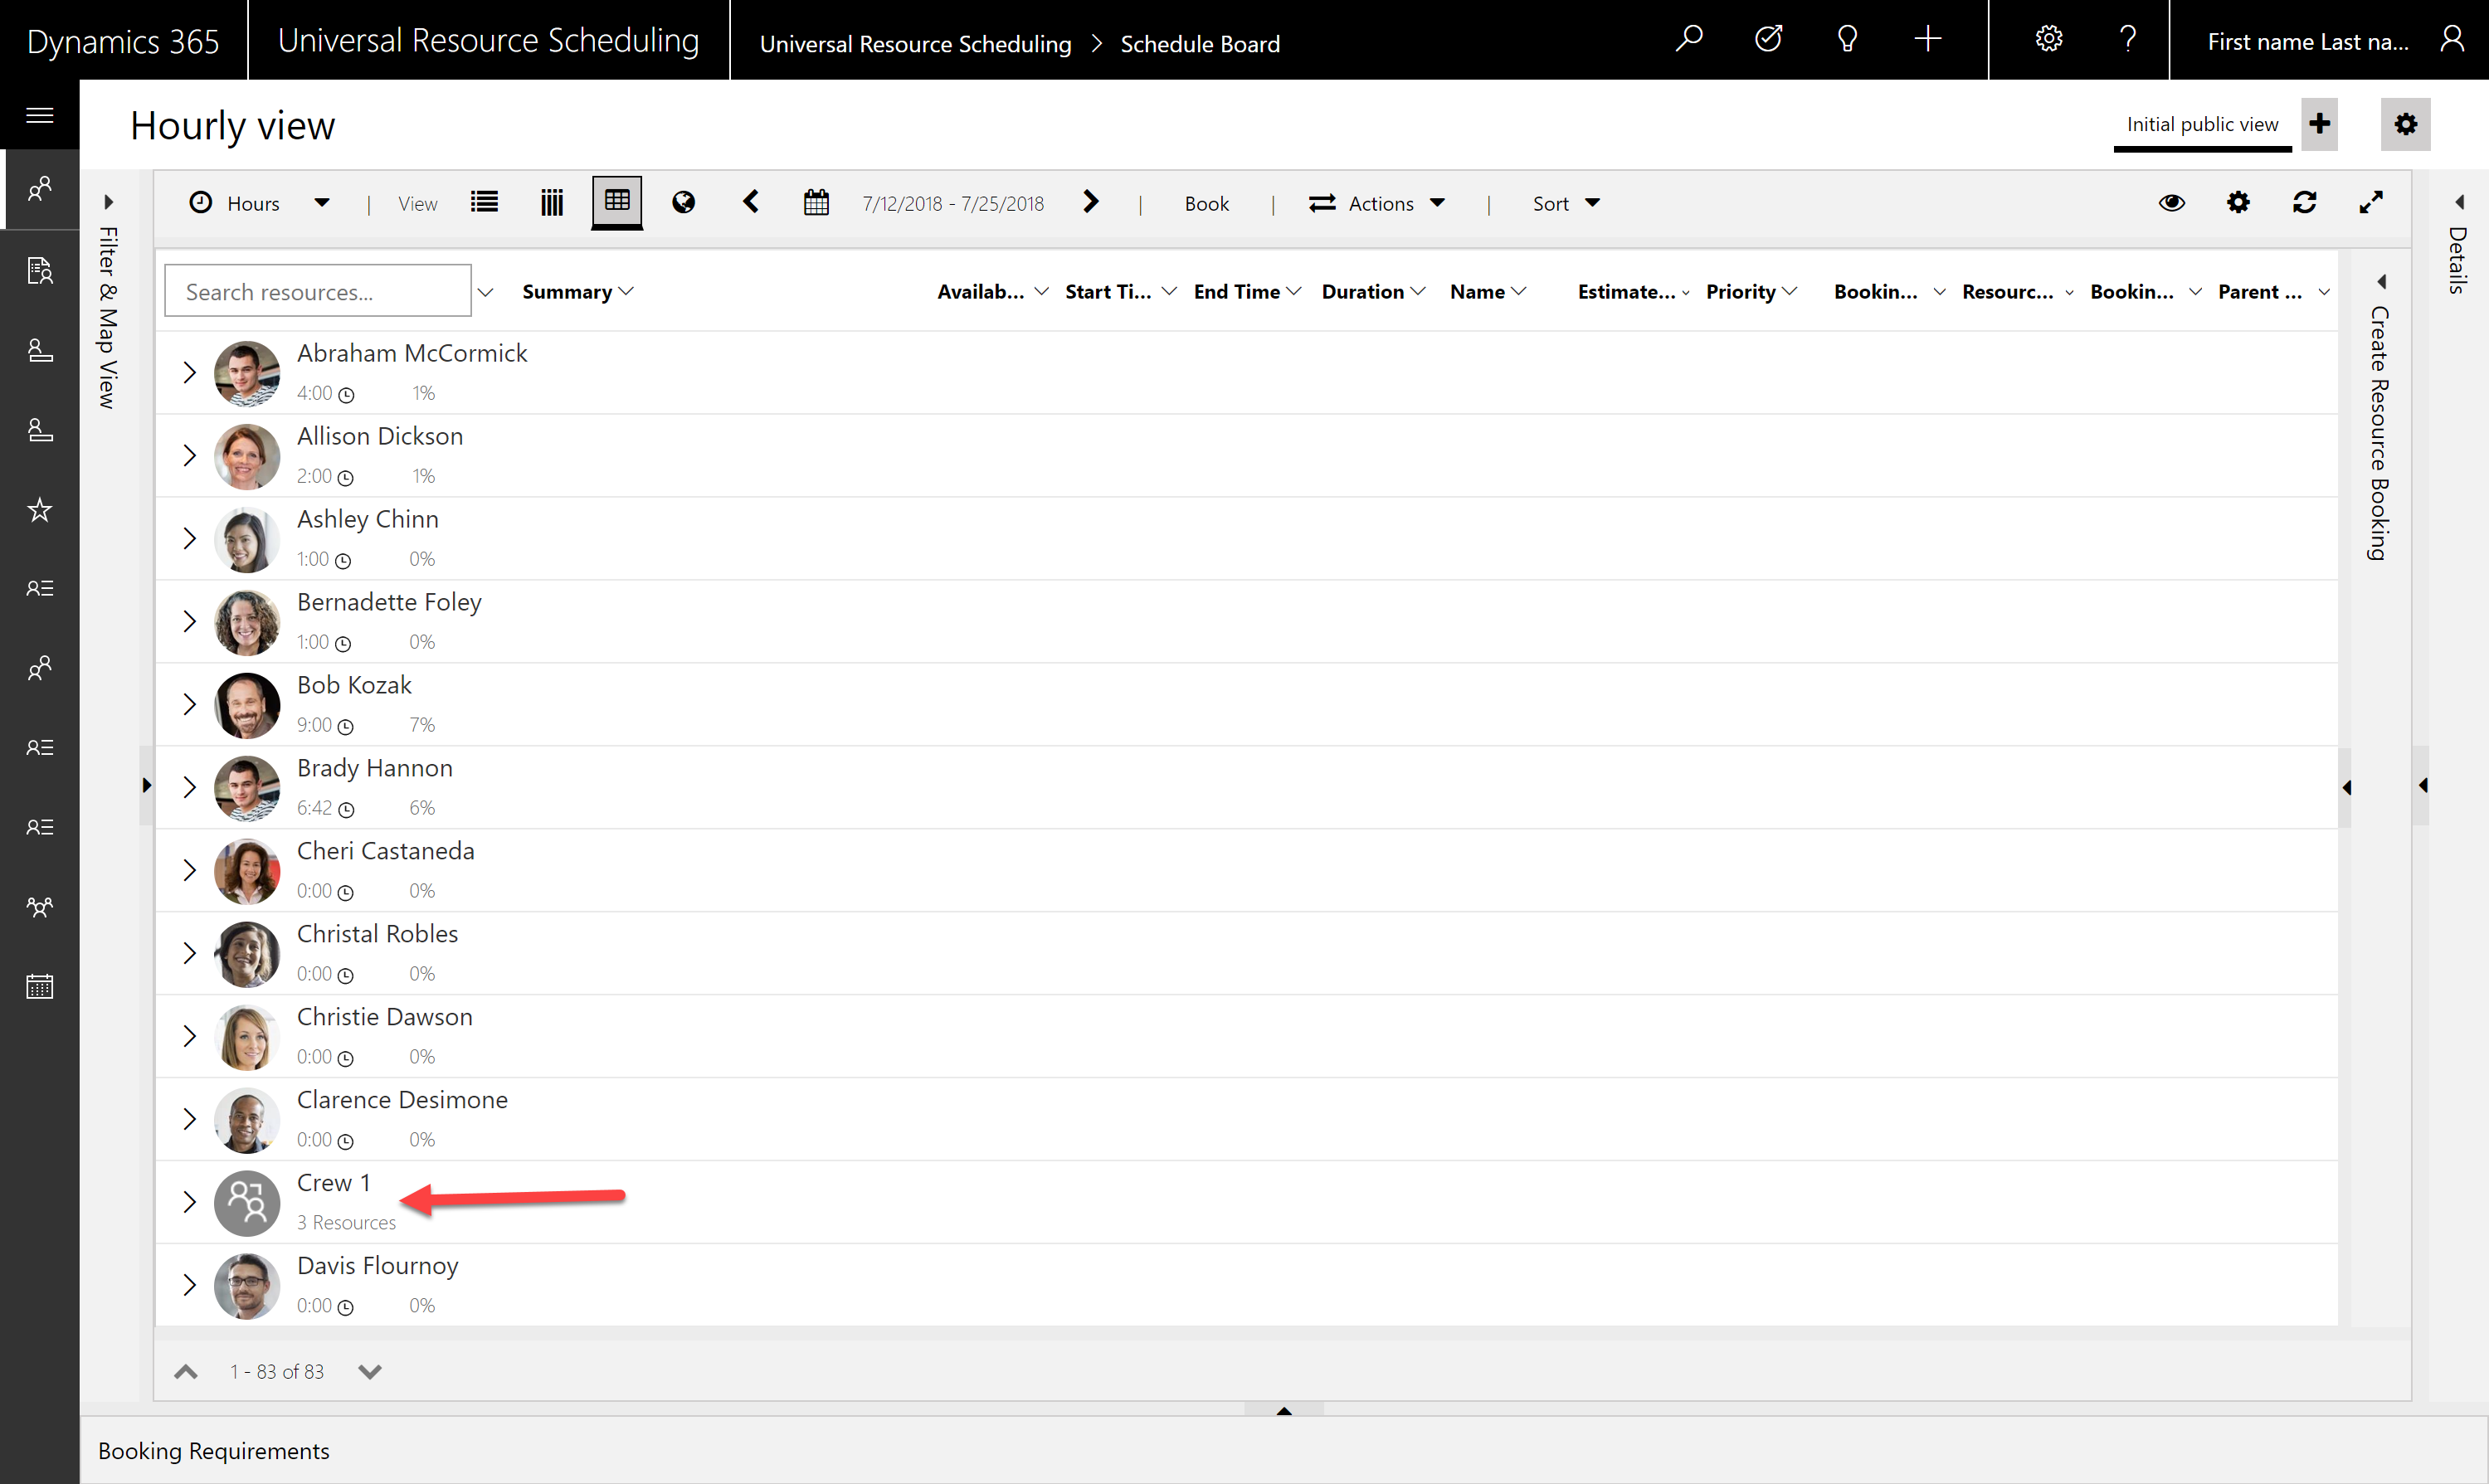 Dynamics 365
Universal Resource Scheduling
Universal Resource Scheduling > Schedule Board
First name Last na...
Hourly view
Initial public view
Hours
View
7/12/2018 - 7/25/2018
Book
Actions
Sort
Filter & Map View
Details
Create Resource Booking
Search resources...
Summary
Availab...
Start Ti...
End Time
Duration
Name
Estimate...
Priority
Bookin...
Resourc...
Bookin...
Parent ...
Abraham McCormick
4:00 1%
Allison Dickson
2:00 1%
Ashley Chinn
1:00 0%
Bernadette Foley
1:00 0%
Bob Kozak
9:00 7%
Brady Hannon
6:42 6%
Cheri Castaneda
0:00 0%
Christal Robles
0:00 0%
Christie Dawson
0:00 0%
Clarence Desimone
0:00 0%
Crew 1
3 Resources
Davis Flournoy
0:00 0%
1 - 83 of 83
Booking Requirements